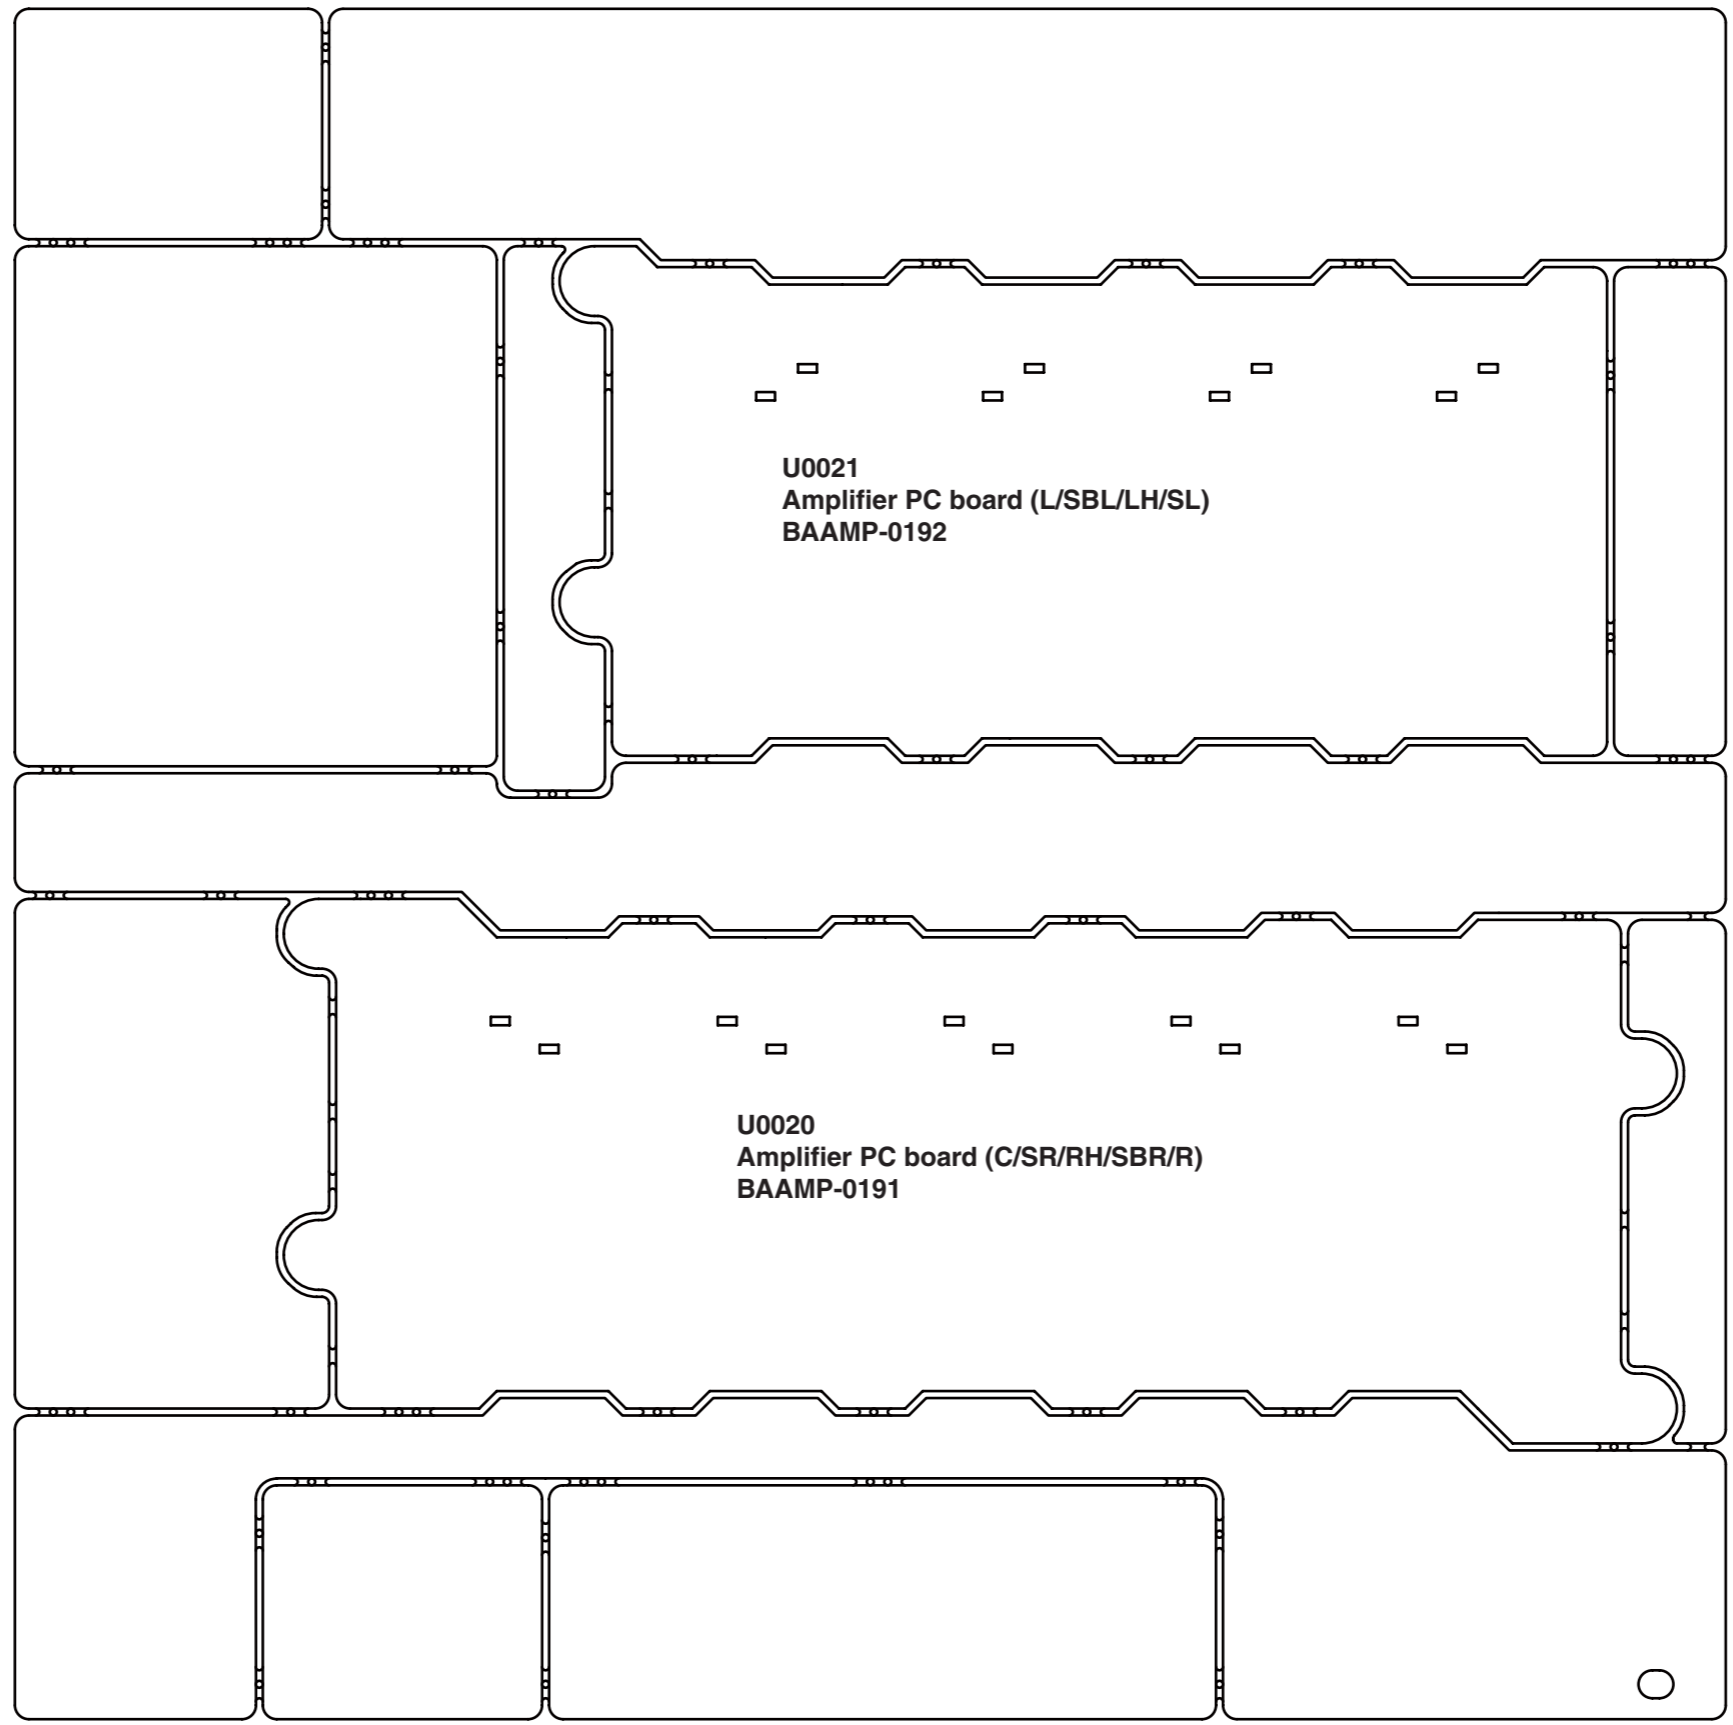 U0021
Amplifier PC board (L/SBL/LH/SL)
BAAMP-0192
U0020
Amplifier PC board (C/SR/RH/SBR/R)
BAAMP-0191